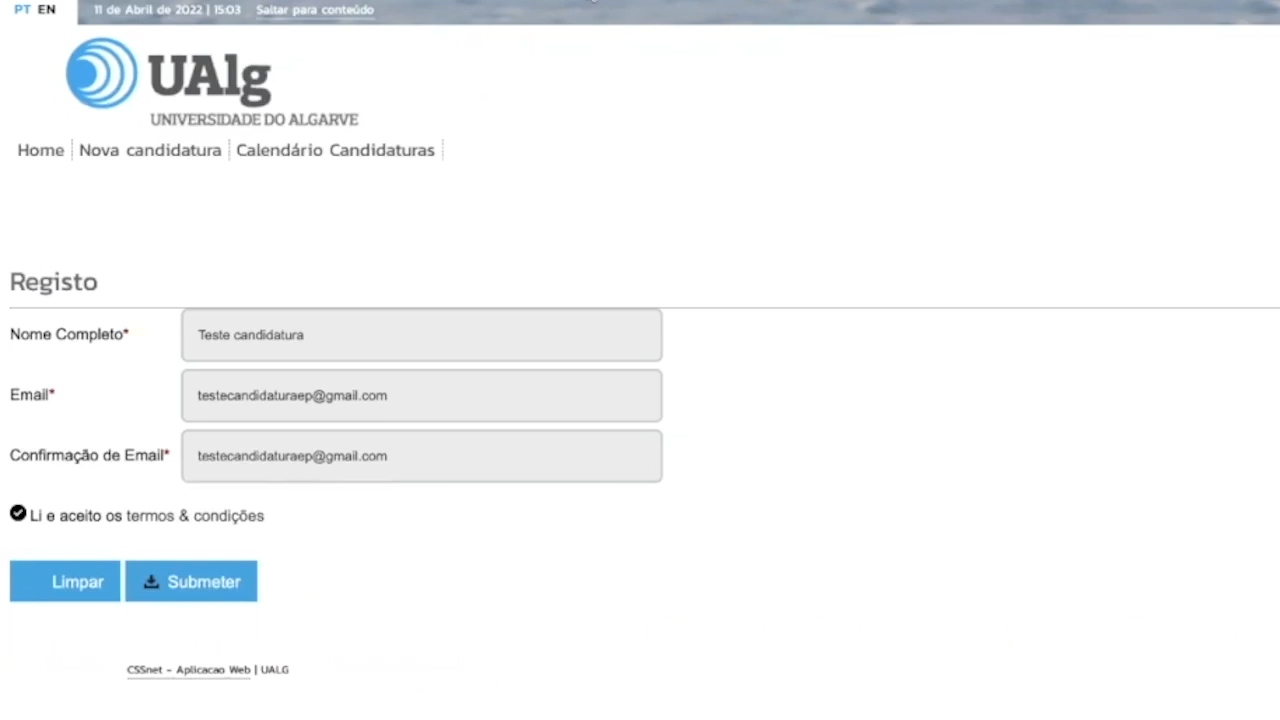 PT EN 11 de Abril de 2022 | 15:03 Saltar para conteúdo
UAlg
UNIVERSIDADE DO ALGARVE
Home Nova candidatura Calendário Candidaturas
Registo
Nome Completo* Teste candidatura
Email* testecandidaturaep@gmail.com
Confirmação de Email* testecandidaturaep@gmail.com
Li e aceito os termos & condições
Limpar Submeter
CSSnet - Aplicacao Web | UALG